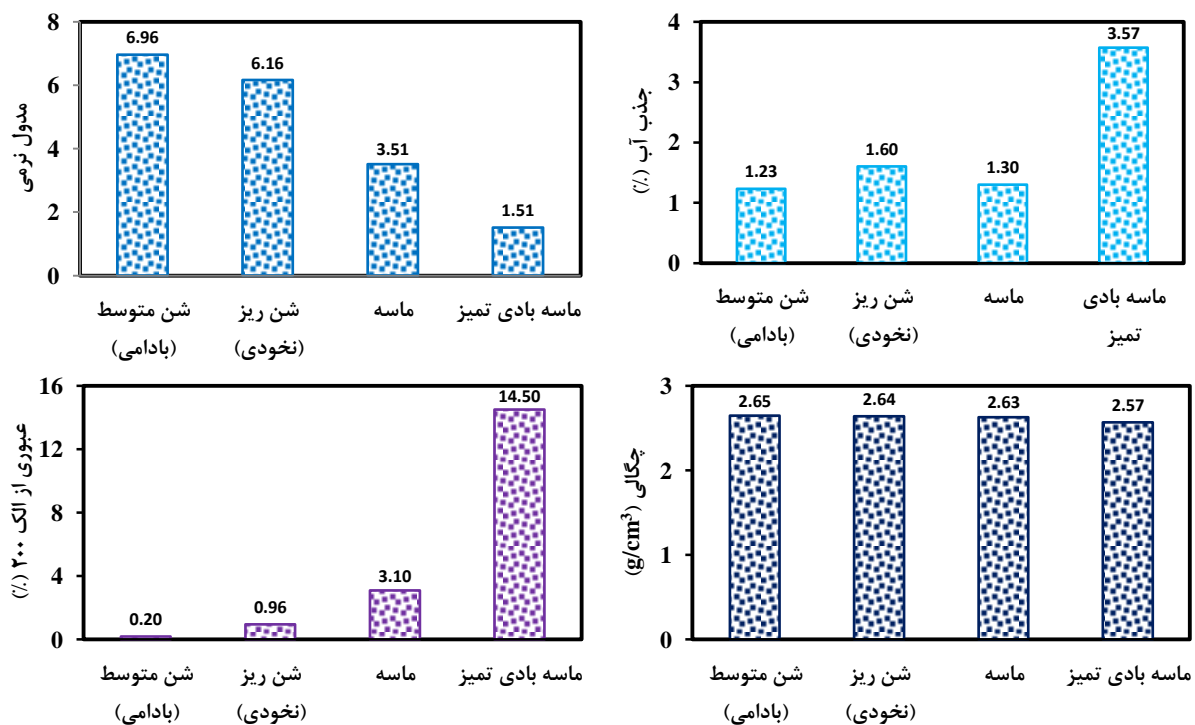 مدول نرمی
8
6
4
2
0
6.96
6.16
3.51
1.51
شن متوسط
(بادامی)
شن ریز
(نخودی)
ماسه
ماسه بادی تمیز
جذب آب (٪)
4
3
2
1
0
1.23
1.60
1.30
3.57
شن متوسط
(بادامی)
شن ریز
(نخودی)
ماسه
ماسه بادی
تمیز
عبوری از الک ۲۰۰ (٪)
16
12
8
4
0
0.20
0.96
3.10
14.50
شن متوسط
(بادامی)
شن ریز
(نخودی)
ماسه
ماسه بادی تمیز
چگالی (g/cm³)
3
2
1
0
2.65
2.64
2.63
2.57
شن متوسط
(بادامی)
شن ریز
(نخودی)
ماسه
ماسه بادی تمیز